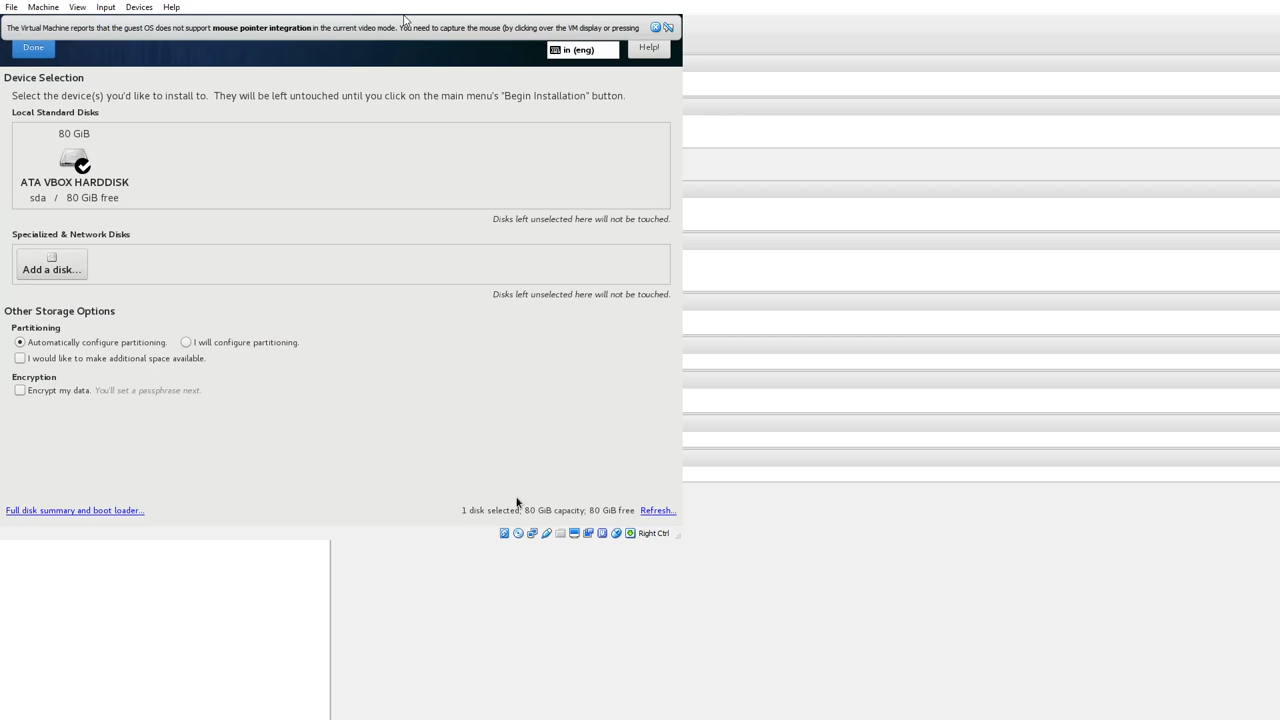 File Machine View Input Devices Help
The Virtual Machine reports that the guest OS does not support mouse pointer integration in the current video mode. You need to capture the mouse (by clicking over the VM display or pressing
Done
in (eng)
Help!
Device Selection
Select the device(s) you'd like to install to. They will be left untouched until you click on the main menu's "Begin Installation" button.
Local Standard Disks
80 GiB
ATA VBOX HARDDISK
sda / 80 GiB free
Disks left unselected here will not be touched.
Specialized & Network Disks
Add a disk...
Disks left unselected here will not be touched.
Other Storage Options
Partitioning
Automatically configure partitioning. I will configure partitioning.
I would like to make additional space available.
Encryption
Encrypt my data. You'll set a passphrase next.
Full disk summary and boot loader... 1 disk selected; 80 GiB capacity; 80 GiB free Refresh...
Right Ctrl